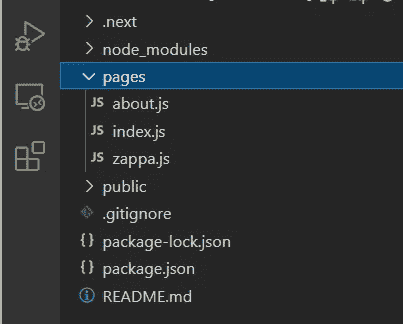 .next
node_modules
pages
JS about.js
JS index.js
JS zappa.js
public
.gitignore
{} package-lock.json
{} package.json
README.md